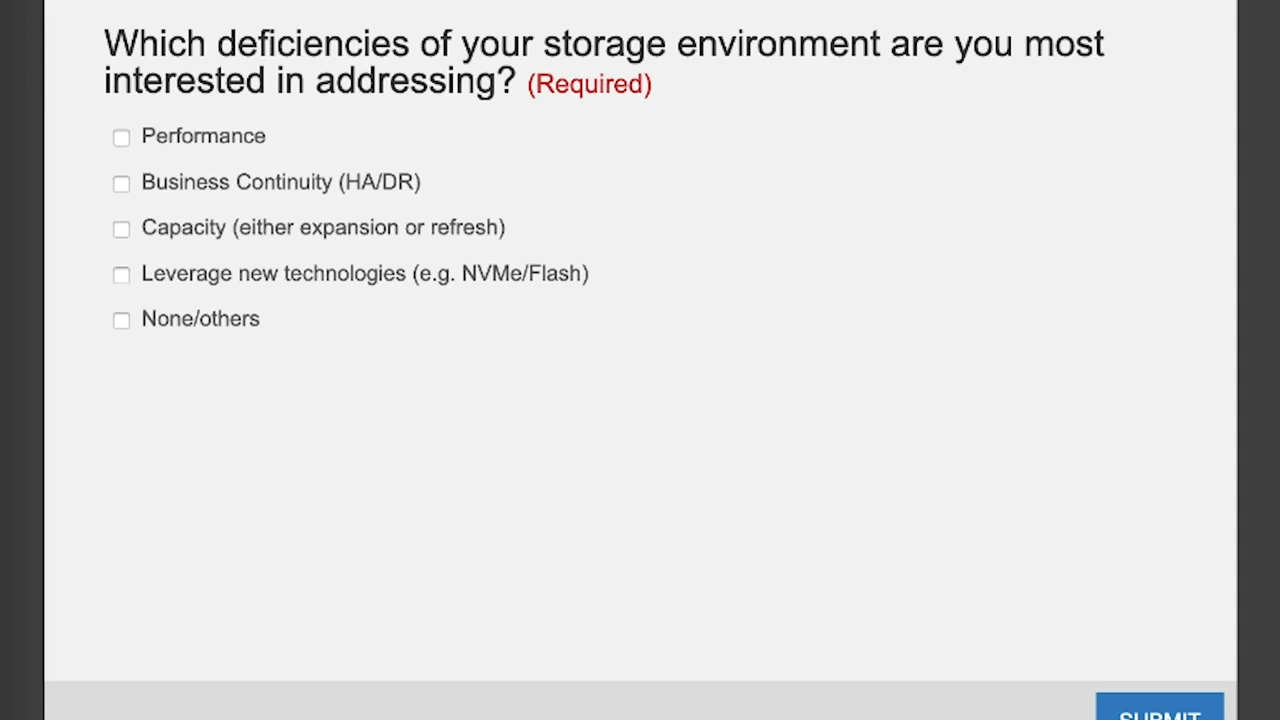 Which deficiencies of your storage environment are you most
interested in addressing? (Required)
Performance
Business Continuity (HA/DR)
Capacity (either expansion or refresh)
Leverage new technologies (e.g. NVMe/Flash)
None/others
SUBMIT